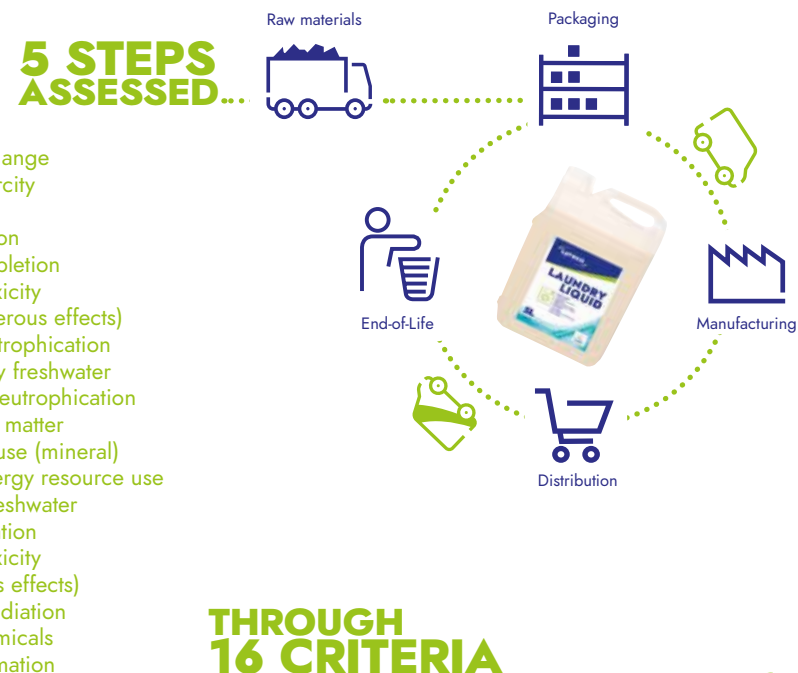 Raw materials
Packaging
5 STEPS
ASSESSED
ange
rcity
on
pletion
xicity
erous effects)
trophication
y freshwater
eutrophication
matter
use (mineral)
ergy resource use
eshwater
tion
xicity
s effects)
diation
micals
mation
LAUNDRY
LIQUID
5L
End-of-Life
Manufacturing
Distribution
THROUGH
16 CRITERIA